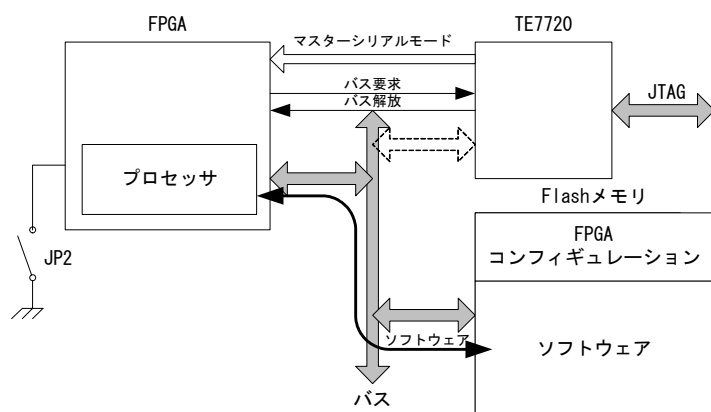 FPGA
TE7720
マスターシリアルモード
バス要求
バス解放
JTAG
プロセッサ
Flashメモリ
FPGA
コンフィギュレーション
JP2
ソフトウェア
ソフトウェア
バス